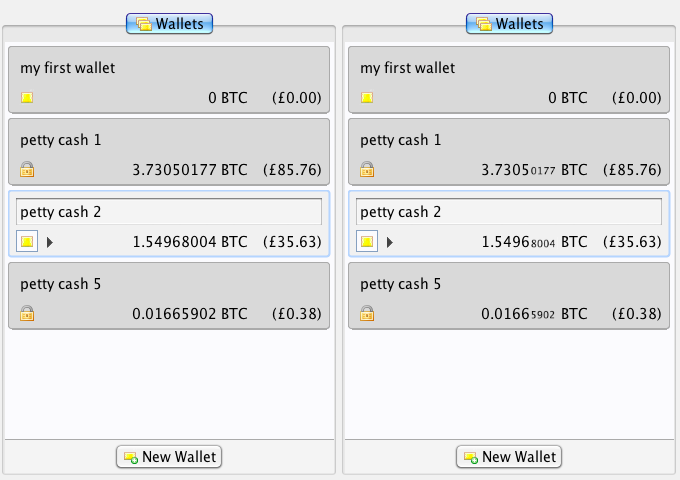 Wallets
my first wallet
0 BTC (£0.00)
petty cash 1
3.73050177 BTC (£85.76)
petty cash 2
1.54968004 BTC (£35.63)
petty cash 5
0.01665902 BTC (£0.38)
New Wallet
Wallets
my first wallet
0 BTC (£0.00)
petty cash 1
3.73050177 BTC (£85.76)
petty cash 2
1.54968004 BTC (£35.63)
petty cash 5
0.01665902 BTC (£0.38)
New Wallet